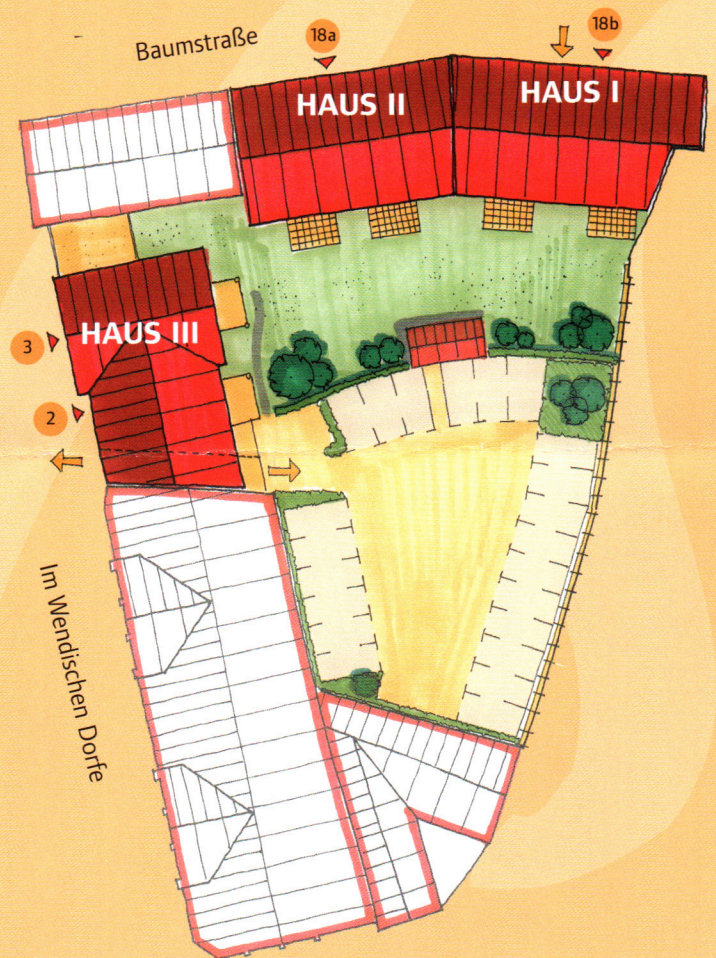 Baumstraße
18a
18b
HAUS II
HAUS I
HAUS III
3
2
Im Wendischen Dorfe